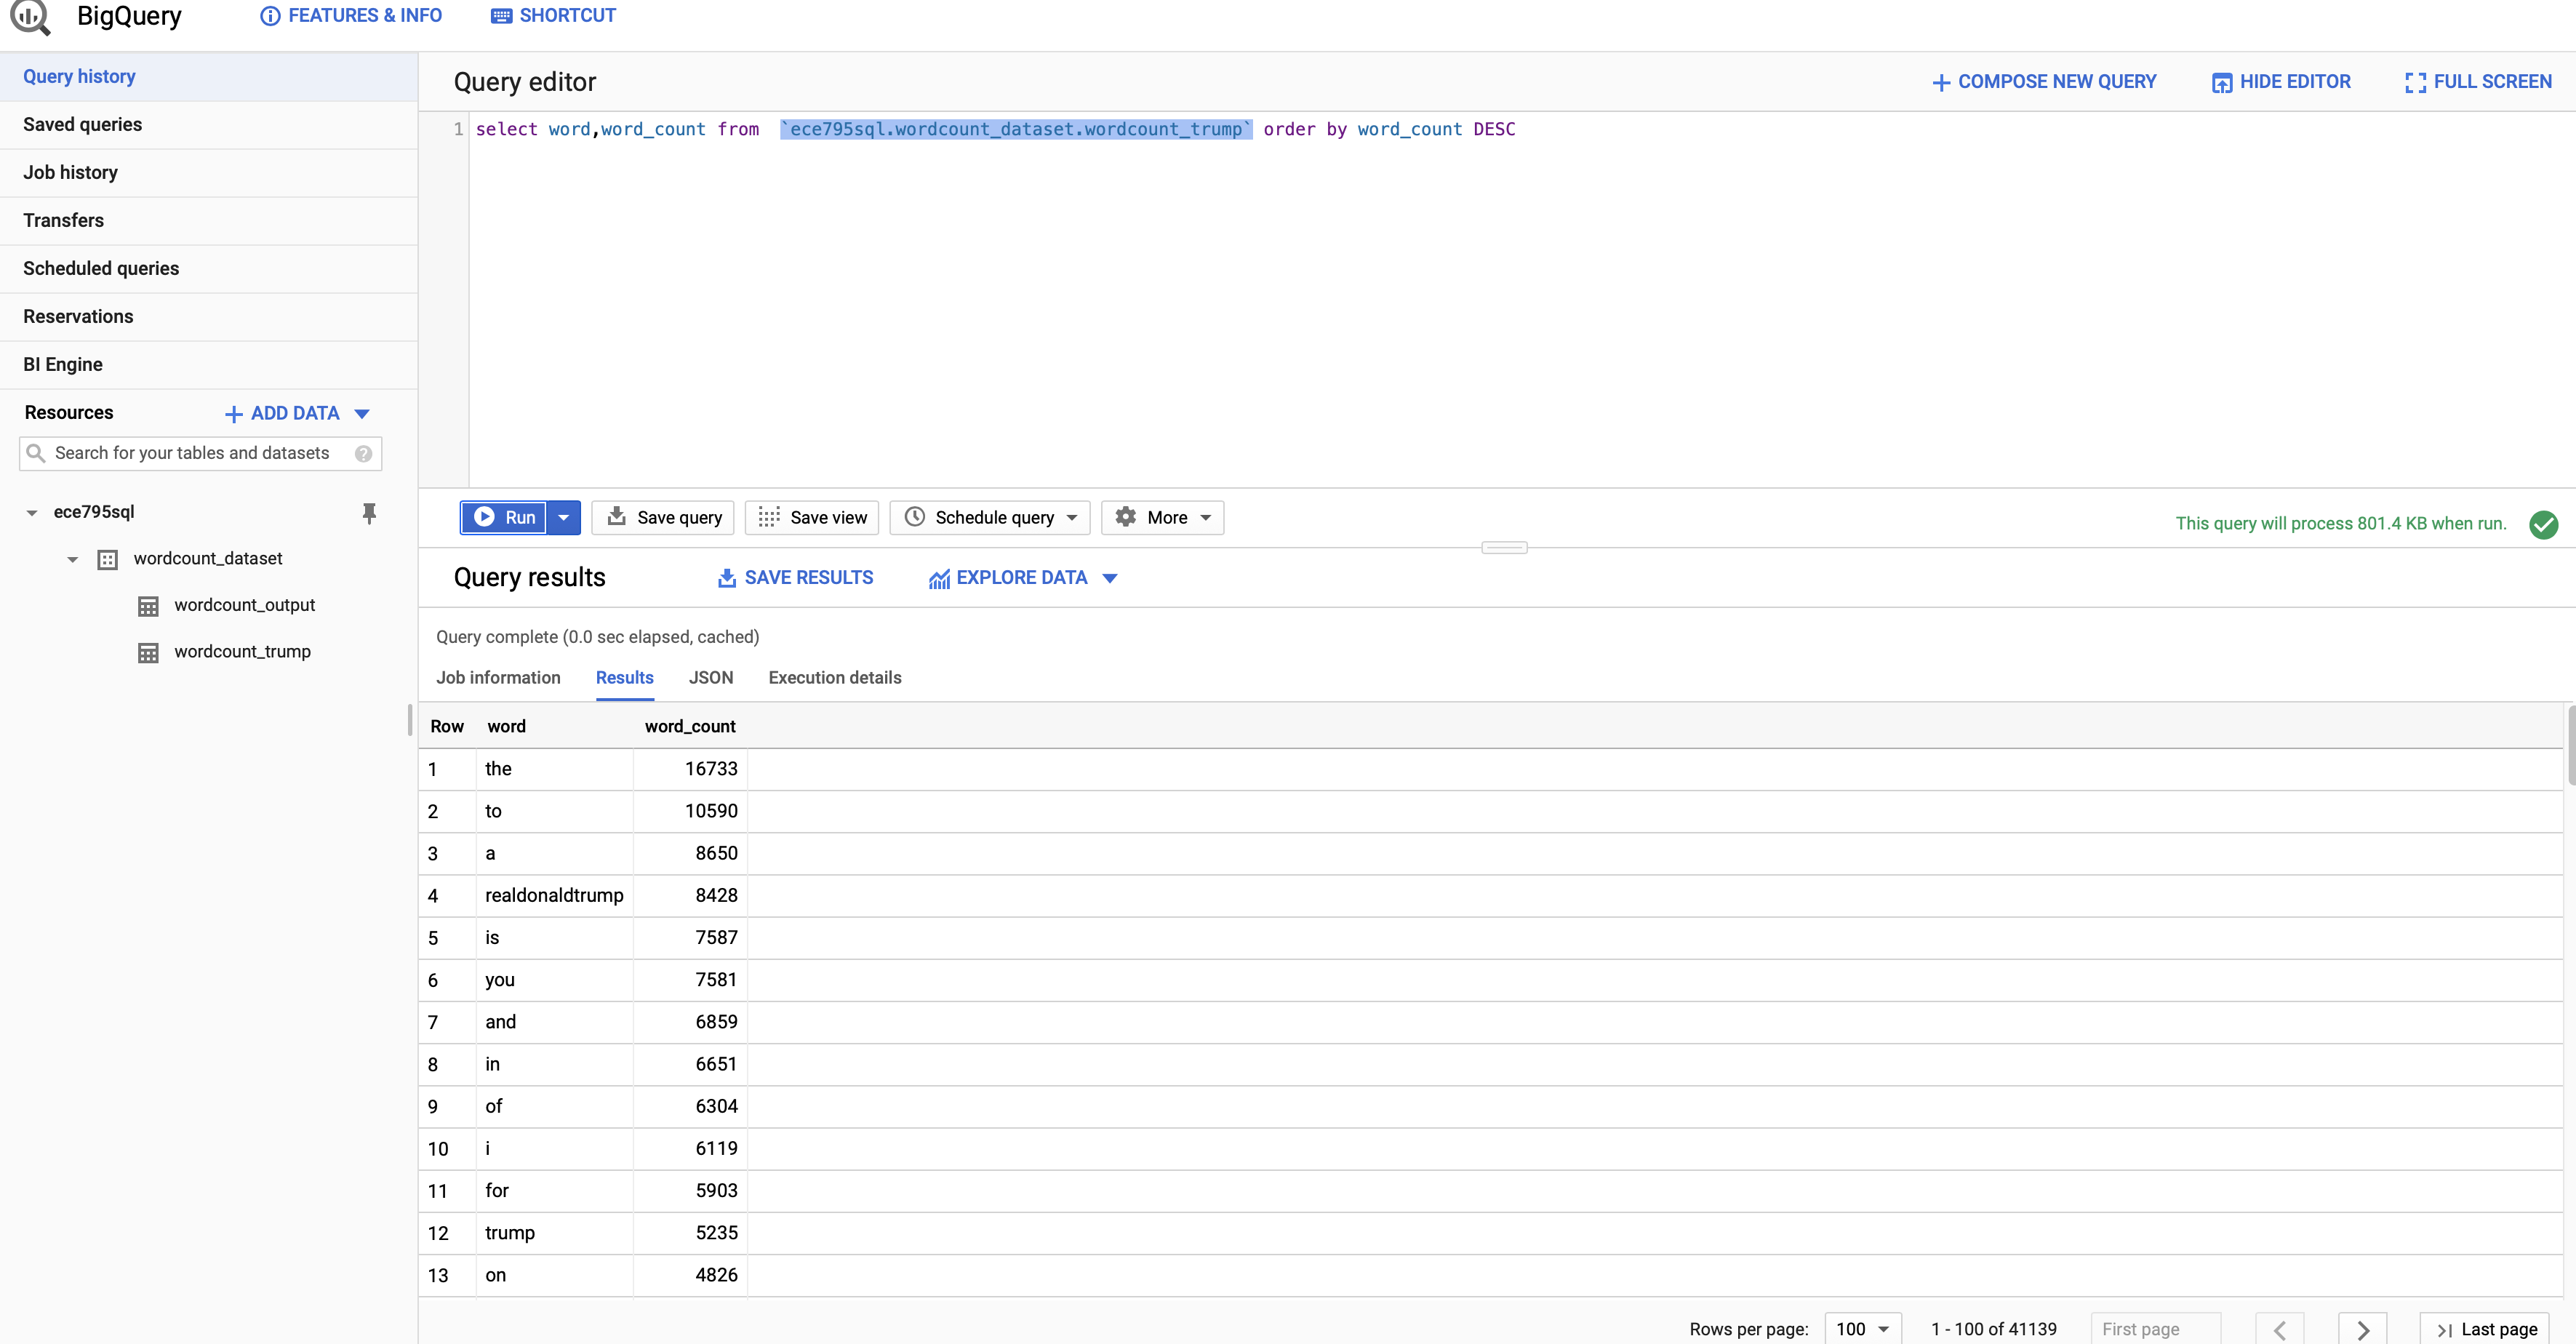 BigQuery FEATURES & INFO SHORTCUT
Query history
Saved queries
Job history
Transfers
Scheduled queries
Reservations
BI Engine
Resources ADD DATA
Search for your tables and datasets
ece795sql
wordcount_dataset
wordcount_output
wordcount_trump
Query editor COMPOSE NEW QUERY HIDE EDITOR FULL SCREEN
1 select word,word_count from `ece795sql.wordcount_dataset.wordcount_trump` order by word_count DESC
Run Save query Save view Schedule query More This query will process 801.4 KB when run.
Query results SAVE RESULTS EXPLORE DATA
Query complete (0.0 sec elapsed, cached)
Job information Results JSON Execution details
Row word word_count
1 the 16733
2 to 10590
3 a 8650
4 realdonaldtrump 8428
5 is 7587
6 you 7581
7 and 6859
8 in 6651
9 of 6304
10 i 6119
11 for 5903
12 trump 5235
13 on 4826
Rows per page: 100 1 - 100 of 41139 First page Last page